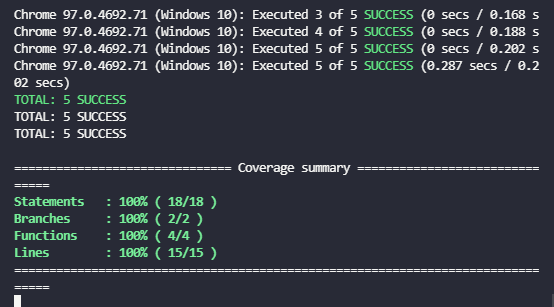 Chrome 97.0.4692.71 (Windows 10): Executed 3 of 5 SUCCESS (0 secs / 0.168 s
Chrome 97.0.4692.71 (Windows 10): Executed 4 of 5 SUCCESS (0 secs / 0.188 s
Chrome 97.0.4692.71 (Windows 10): Executed 5 of 5 SUCCESS (0 secs / 0.202 s
Chrome 97.0.4692.71 (Windows 10): Executed 5 of 5 SUCCESS (0.287 secs / 0.2
02 secs)
TOTAL: 5 SUCCESS
TOTAL: 5 SUCCESS
TOTAL: 5 SUCCESS
=============================== Coverage summary ==========================
=====
Statements   : 100% ( 18/18 )
Branches     : 100% ( 2/2 )
Functions    : 100% ( 4/4 )
Lines        : 100% ( 15/15 )
===========================================================================
=====